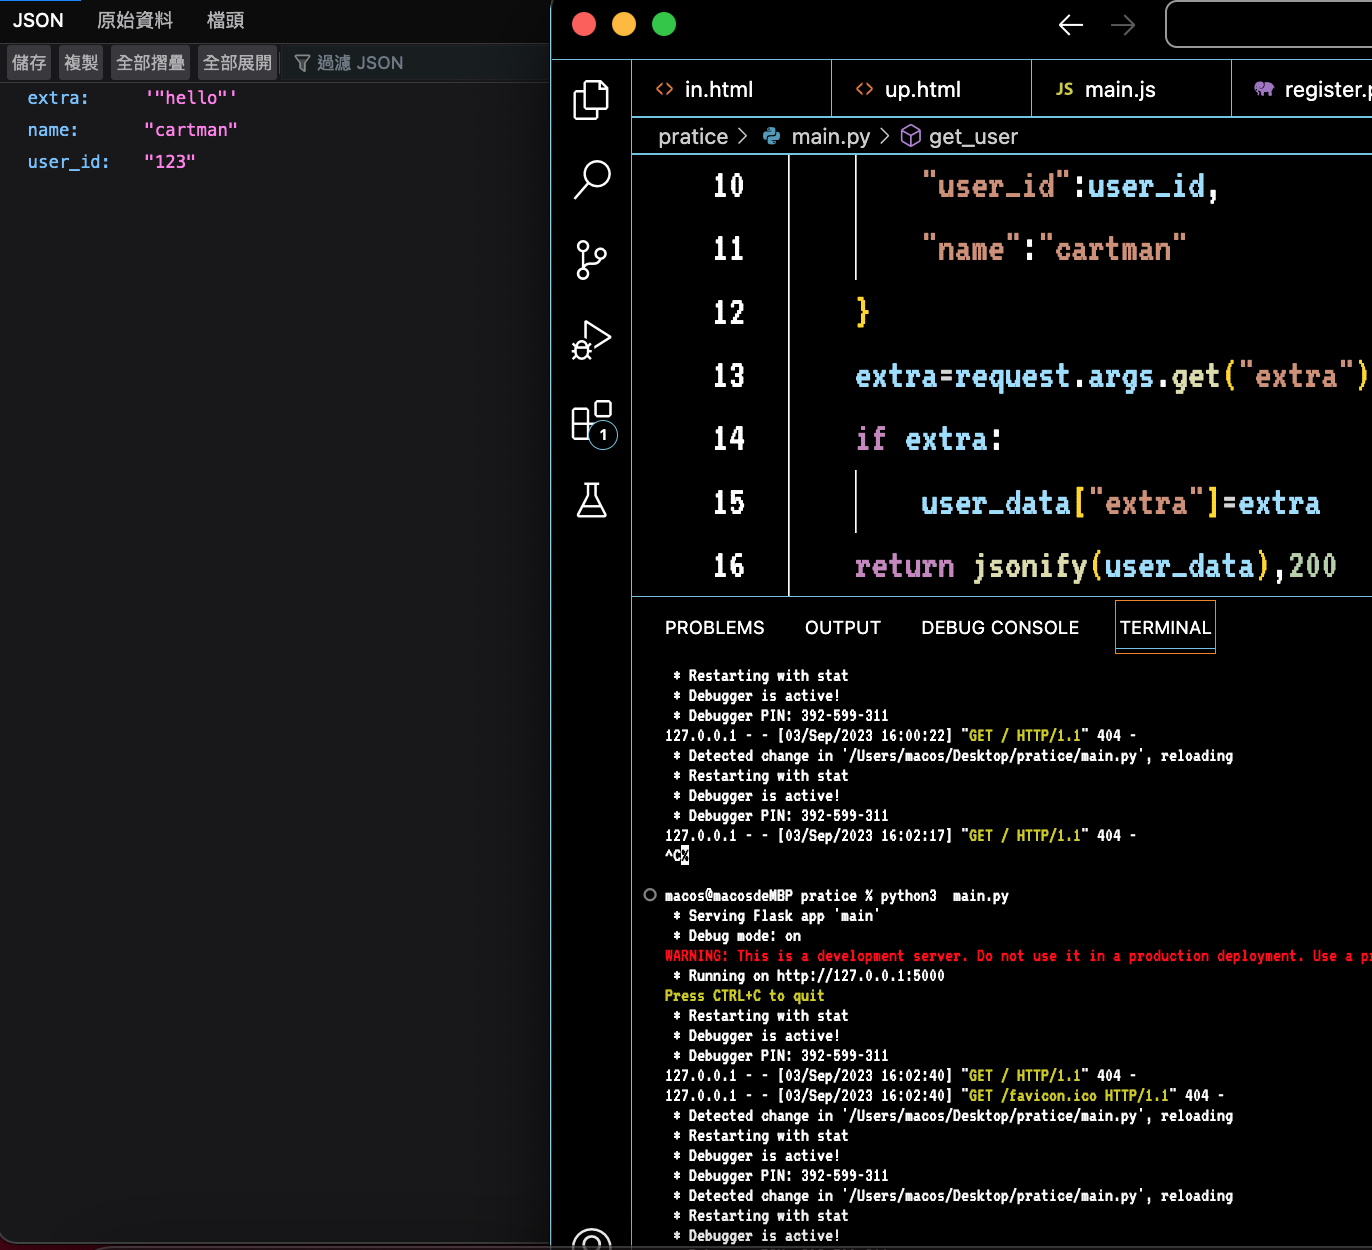 JSON 原始資料 檔頭
儲存 複製 全部摺疊 全部展開 過濾 JSON
extra: '"hello"'
name: "cartman"
user_id: "123"
in.html up.html JS main.js register.p
pratice > main.py > get_user
10 "user_id":user_id,
11 "name":"cartman"
12 }
13 extra=request.args.get("extra")
14 if extra:
15 user_data["extra"]=extra
16 return jsonify(user_data),200
1
PROBLEMS OUTPUT DEBUG CONSOLE TERMINAL
* Restarting with stat
* Debugger is active!
* Debugger PIN: 392-599-311
127.0.0.1 - - [03/Sep/2023 16:00:22] "GET / HTTP/1.1" 404 -
* Detected change in '/Users/macos/Desktop/pratice/main.py', reloading
* Restarting with stat
* Debugger is active!
* Debugger PIN: 392-599-311
127.0.0.1 - - [03/Sep/2023 16:02:17] "GET / HTTP/1.1" 404 -
^C%
macos@macosdeMBP pratice % python3  main.py
* Serving Flask app 'main'
* Debug mode: on
WARNING: This is a development server. Do not use it in a production deployment. Use a pr
* Running on http://127.0.0.1:5000
Press CTRL+C to quit
* Restarting with stat
* Debugger is active!
* Debugger PIN: 392-599-311
127.0.0.1 - - [03/Sep/2023 16:02:40] "GET / HTTP/1.1" 404 -
127.0.0.1 - - [03/Sep/2023 16:02:40] "GET /favicon.ico HTTP/1.1" 404 -
* Detected change in '/Users/macos/Desktop/pratice/main.py', reloading
* Restarting with stat
* Debugger is active!
* Debugger PIN: 392-599-311
* Detected change in '/Users/macos/Desktop/pratice/main.py', reloading
* Restarting with stat
* Debugger is active!